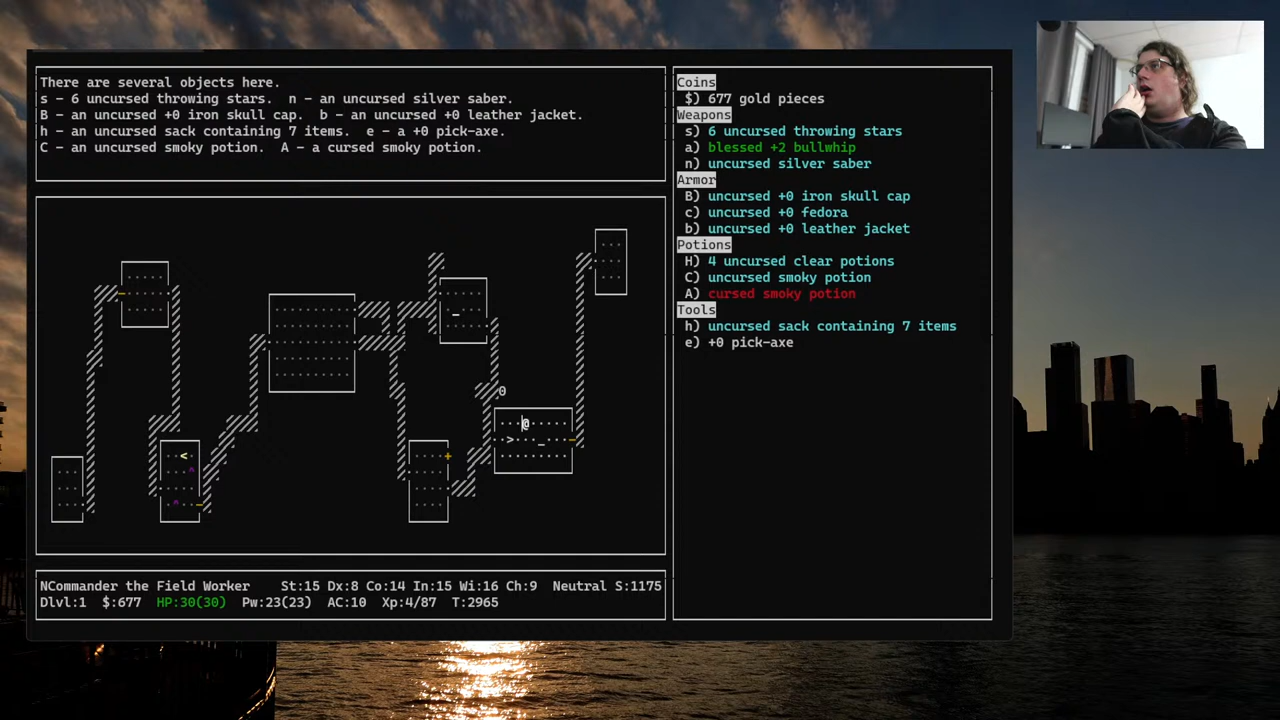 There are several objects here.
s - 6 uncursed throwing stars.  n - an uncursed silver saber.
B - an uncursed +0 iron skull cap.  b - an uncursed +0 leather jacket.
h - an uncursed sack containing 7 items.  e - a +0 pick-axe.
C - an uncursed smoky potion.  A - a cursed smoky potion.
Coins
$) 677 gold pieces
Weapons
s) 6 uncursed throwing stars
a) blessed +2 bullwhip
n) uncursed silver saber
Armor
B) uncursed +0 iron skull cap
c) uncursed +0 fedora
b) uncursed +0 leather jacket
Potions
H) 4 uncursed clear potions
C) uncursed smoky potion
A) cursed smoky potion
Tools
h) uncursed sack containing 7 items
e) +0 pick-axe
NCommander the Field Worker    St:15 Dx:8 Co:14 In:15 Wi:16 Ch:9  Neutral S:1175
Dlvl:1  $:677  HP:30(30)  Pw:23(23)  AC:10  Xp:4/87  T:2965